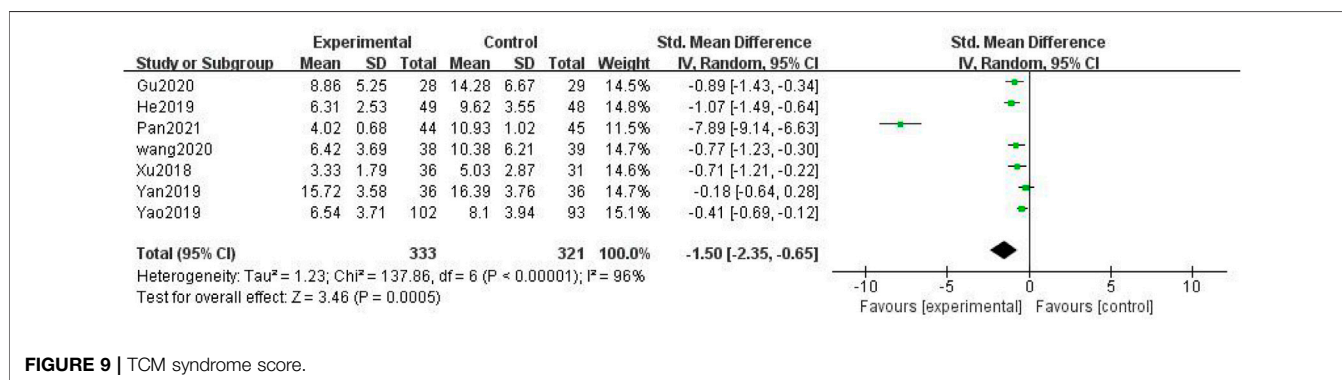 Experimental Control Std. Mean Difference Std. Mean Difference
Study or Subgroup Mean SD Total Mean SD Total Weight IV, Random, 95% CI IV, Random, 95% CI
Gu2020 8.86 5.25 28 14.28 6.67 29 14.5% -0.89 [-1.43, -0.34]
He2019 6.31 2.53 49 9.62 3.55 48 14.8% -1.07 [-1.49, -0.64]
Pan2021 4.02 0.68 44 10.93 1.02 45 11.5% -7.89 [-9.14, -6.63]
wang2020 6.42 3.69 38 10.38 6.21 39 14.7% -0.77 [-1.23, -0.30]
Xu2018 3.33 1.79 36 5.03 2.87 31 14.6% -0.71 [-1.21, -0.22]
Yan2019 15.72 3.58 36 16.39 3.76 36 14.7% -0.18 [-0.64, 0.28]
Yao2019 6.54 3.71 102 8.1 3.94 93 15.1% -0.41 [-0.69, -0.12]
Total (95% CI) 333 321 100.0% -1.50 [-2.35, -0.65]
Heterogeneity: Tau² = 1.23; Chi² = 137.86, df = 6 (P < 0.00001); I² = 96%
Test for overall effect: Z = 3.46 (P = 0.0005)
-10 -5 0 5 10
Favours [experimental] Favours [control]
FIGURE 9 | TCM syndrome score.